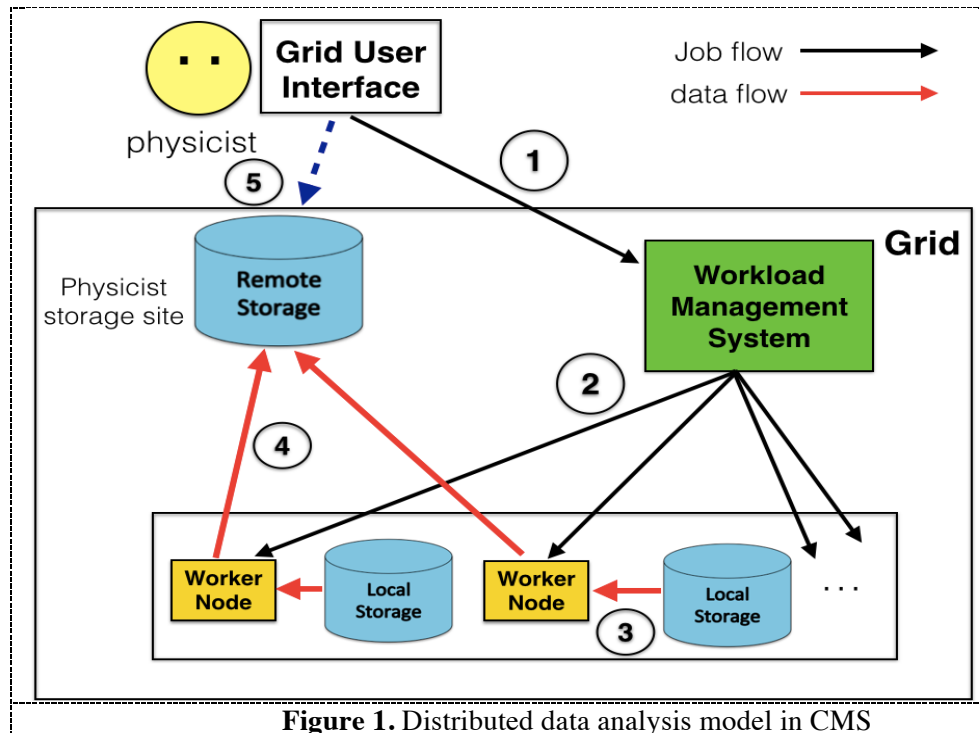 Grid User
Interface
physicist
Job flow
data flow
1
5
Grid
Remote
Storage
Physicist
storage site
Workload
Management
System
2
4
Worker
Node
Local
Storage
Worker
Node
Local
Storage
...
3
Figure 1. Distributed data analysis model in CMS